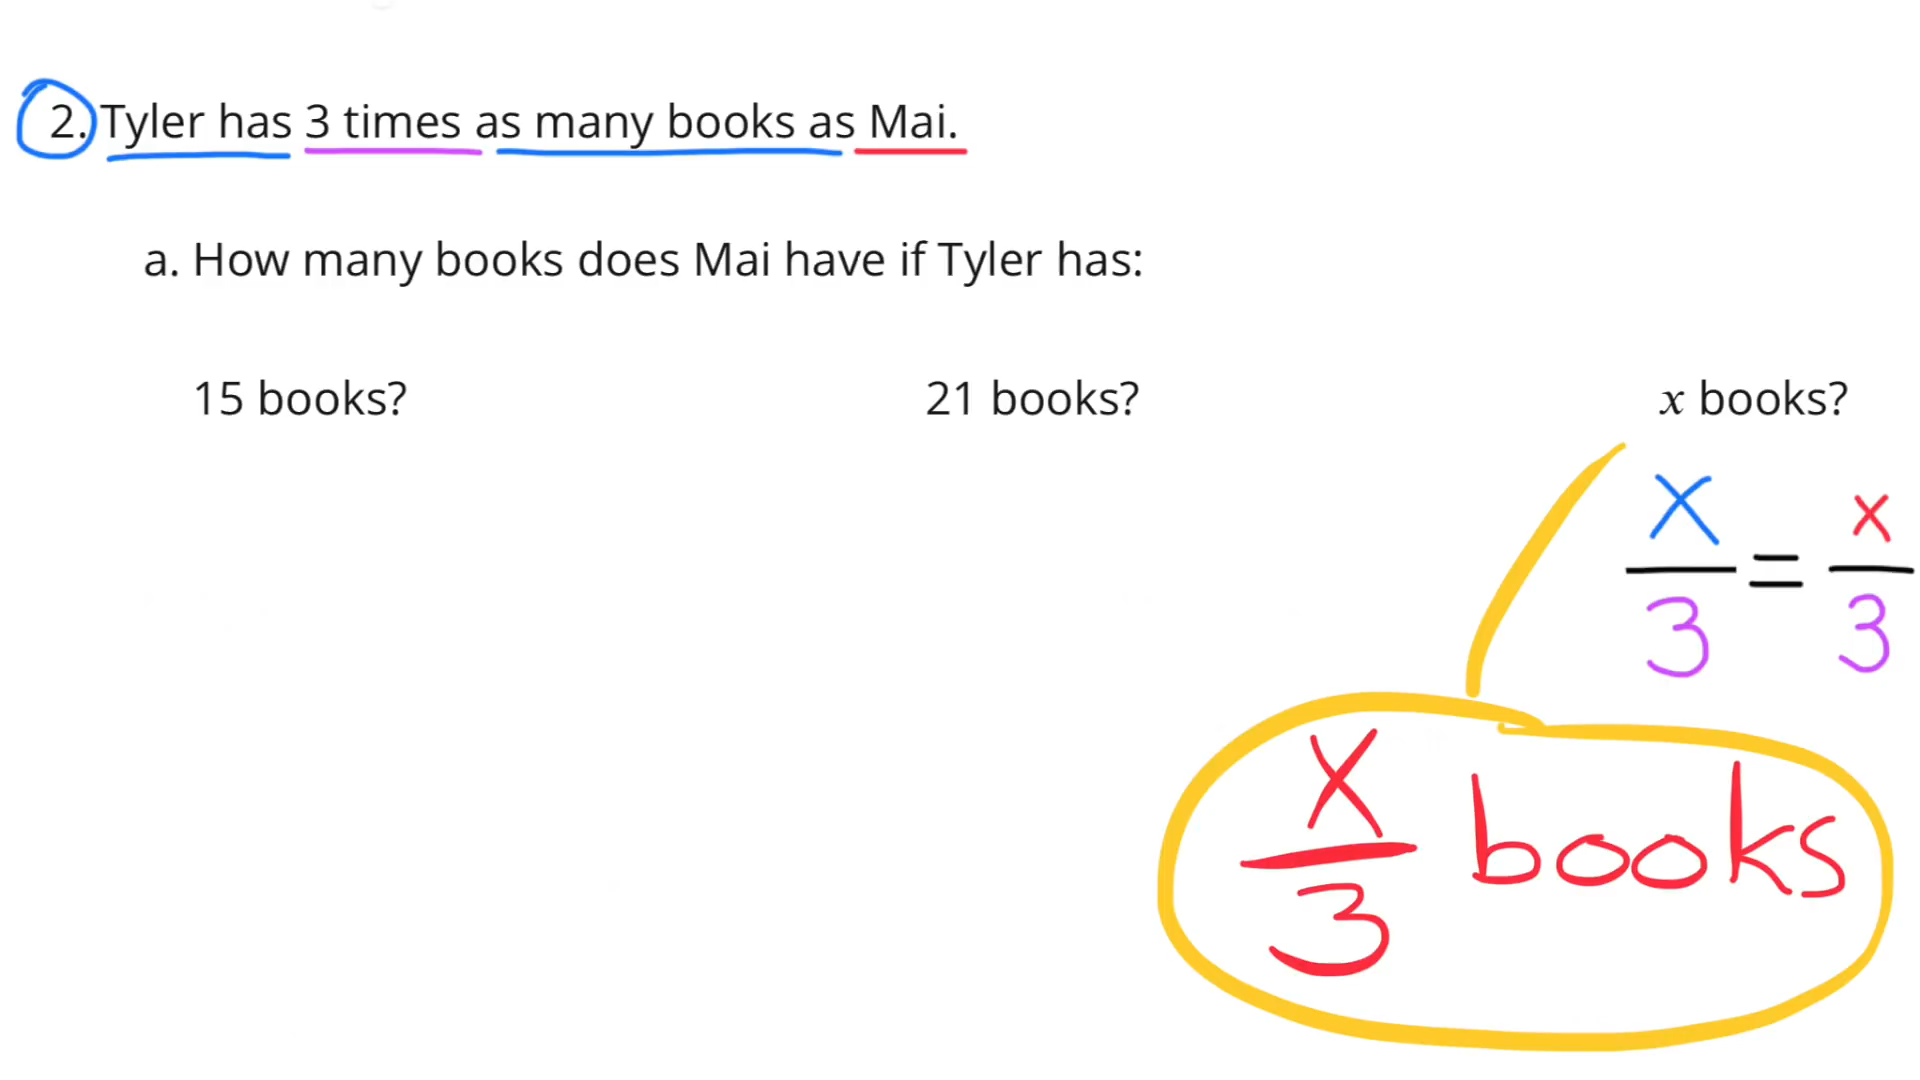 2. Tyler has 3 times as many books as Mai.
a. How many books does Mai have if Tyler has:
15 books? 21 books? x books?
x/3 = x/3
x/3 books